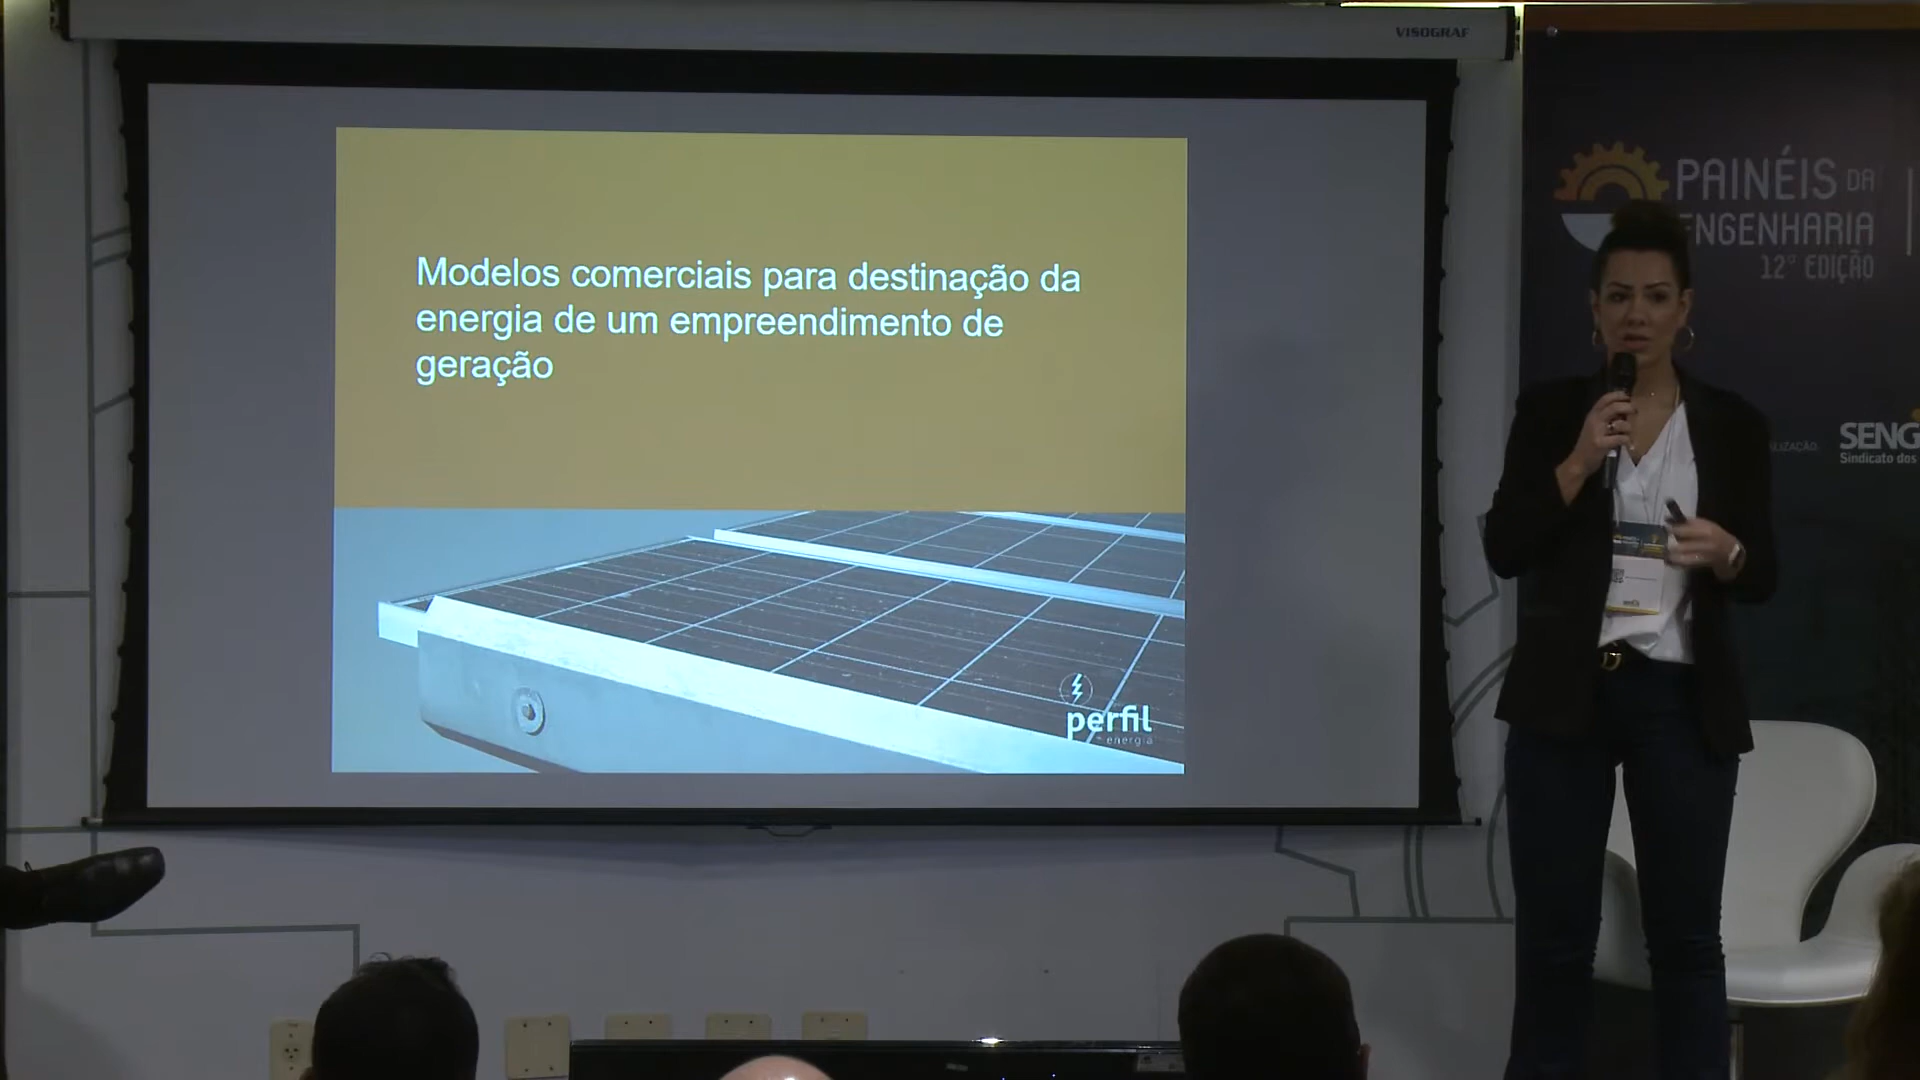 VISOGRAF
Modelos comerciais para destinação da
energia de um empreendimento de
geração
perfil
energia
PAINÉIS DA
ENGENHARIA
12ª EDIÇÃO
SENG
Sindicato dos